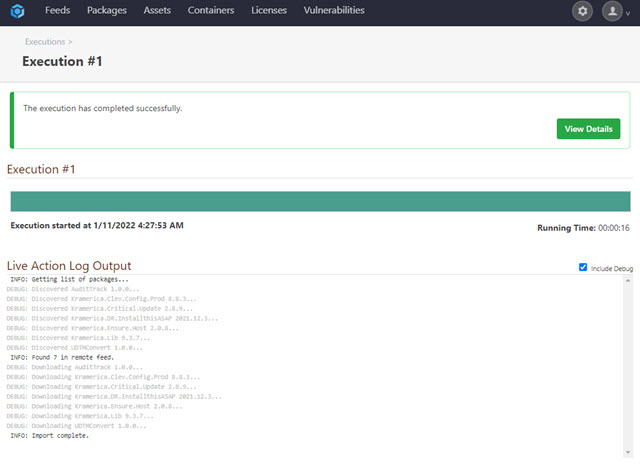 Feeds Packages Assets Containers Licenses Vulnerabilities
Executions >
Execution #1
The execution has completed successfully.
View Details
Execution #1
Execution started at 1/11/2022 4:27:53 AM
Running Time: 00:00:16
Live Action Log Output
Include Debug
INFO: Getting list of packages...
DEBUG: Discovered AuditTrack 1.0.0...
DEBUG: Discovered Kramerica.Clev.Config.Prod 8.8.3...
DEBUG: Discovered Kramerica.Critical.Update 2.8.9...
DEBUG: Discovered Kramerica.DR.InstallthisASAP 2021.12.3...
DEBUG: Discovered Kramerica.Ensure.Host 2.0.8...
DEBUG: Discovered Kramerica.Lib 9.3.7...
DEBUG: Discovered UDTMConvert 1.0.0...
INFO: Found 7 in remote feed.
DEBUG: Downloading AuditTrack 1.0.0...
DEBUG: Downloading Kramerica.Clev.Config.Prod 8.8.3...
DEBUG: Downloading Kramerica.Critical.Update 2.8.9...
DEBUG: Downloading Kramerica.DR.InstallthisASAP 2021.12.3...
DEBUG: Downloading Kramerica.Ensure.Host 2.0.8...
DEBUG: Downloading Kramerica.Lib 9.3.7...
DEBUG: Downloading UDTMConvert 1.0.0...
INFO: Import complete.